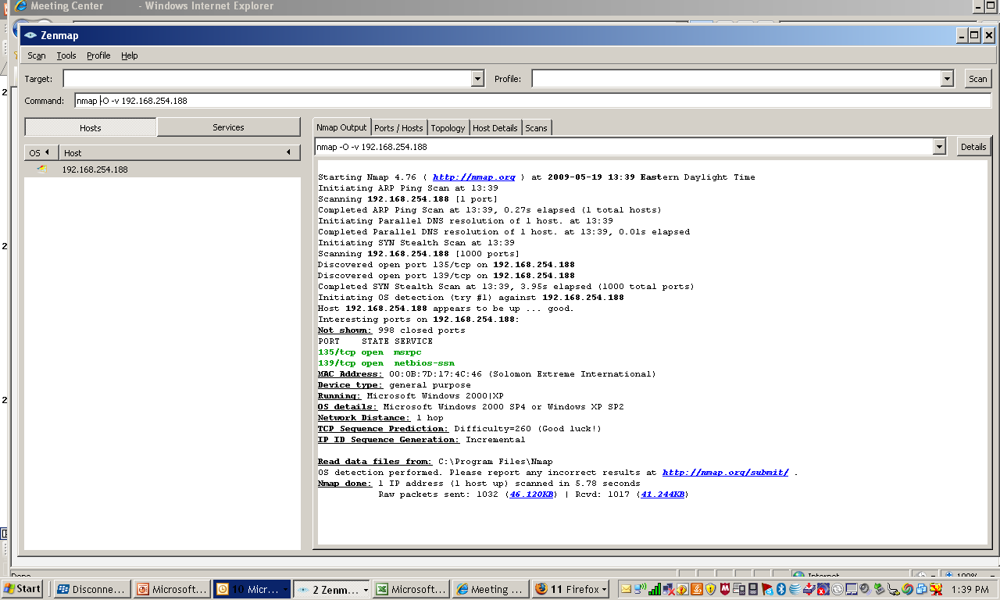 Meeting Center - Windows Internet Explorer
Zenmap
Scan Tools Profile Help
Target: Profile: Scan
Command: nmap -O -v 192.168.254.188
Hosts Services
OS Host
192.168.254.188
Nmap Output Ports / Hosts Topology Host Details Scans
nmap -O -v 192.168.254.188 Details
Starting Nmap 4.76 ( http://nmap.org ) at 2009-05-19 13:39 Eastern Daylight Time
Initiating ARP Ping Scan at 13:39
Scanning 192.168.254.188 [1 port]
Completed ARP Ping Scan at 13:39, 0.27s elapsed (1 total hosts)
Initiating Parallel DNS resolution of 1 host. at 13:39
Completed Parallel DNS resolution of 1 host. at 13:39, 0.01s elapsed
Initiating SYN Stealth Scan at 13:39
Scanning 192.168.254.188 [1000 ports]
Discovered open port 135/tcp on 192.168.254.188
Discovered open port 139/tcp on 192.168.254.188
Completed SYN Stealth Scan at 13:39, 3.95s elapsed (1000 total ports)
Initiating OS detection (try #1) against 192.168.254.188
Host 192.168.254.188 appears to be up ... good.
Interesting ports on 192.168.254.188:
Not shown: 998 closed ports
PORT STATE SERVICE
135/tcp open msrpc
139/tcp open netbios-ssn
MAC Address: 00:0B:7D:17:4C:46 (Solomon Extreme International)
Device type: general purpose
Running: Microsoft Windows 2000|XP
OS details: Microsoft Windows 2000 SP4 or Windows XP SP2
Network Distance: 1 hop
TCP Sequence Prediction: Difficulty=260 (Good luck!)
IP ID Sequence Generation: Incremental
Read data files from: C:\Program Files\Nmap
OS detection performed. Please report any incorrect results at http://nmap.org/submit/ .
Nmap done: 1 IP address (1 host up) scanned in 5.78 seconds
Raw packets sent: 1032 (46.120KB) | Rcvd: 1017 (41.244KB)
2
2
2
Done Internet 100%
Start Disconne... Microsoft... 10 Micr... 2 Zenm... Microsoft... Meeting ... 11 Firefox 1:39 PM